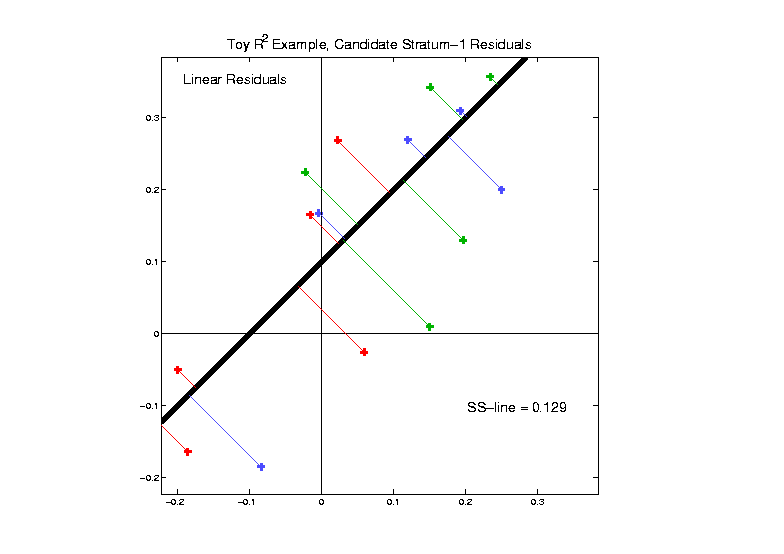 Toy R2 Example, Candidate Stratum−1 Residuals
Linear Residuals
0.3
0.2
0.1
0
−0.1
SS−line = 0.129
−0.2
−0.2 −0.1 0 0.1 0.2 0.3